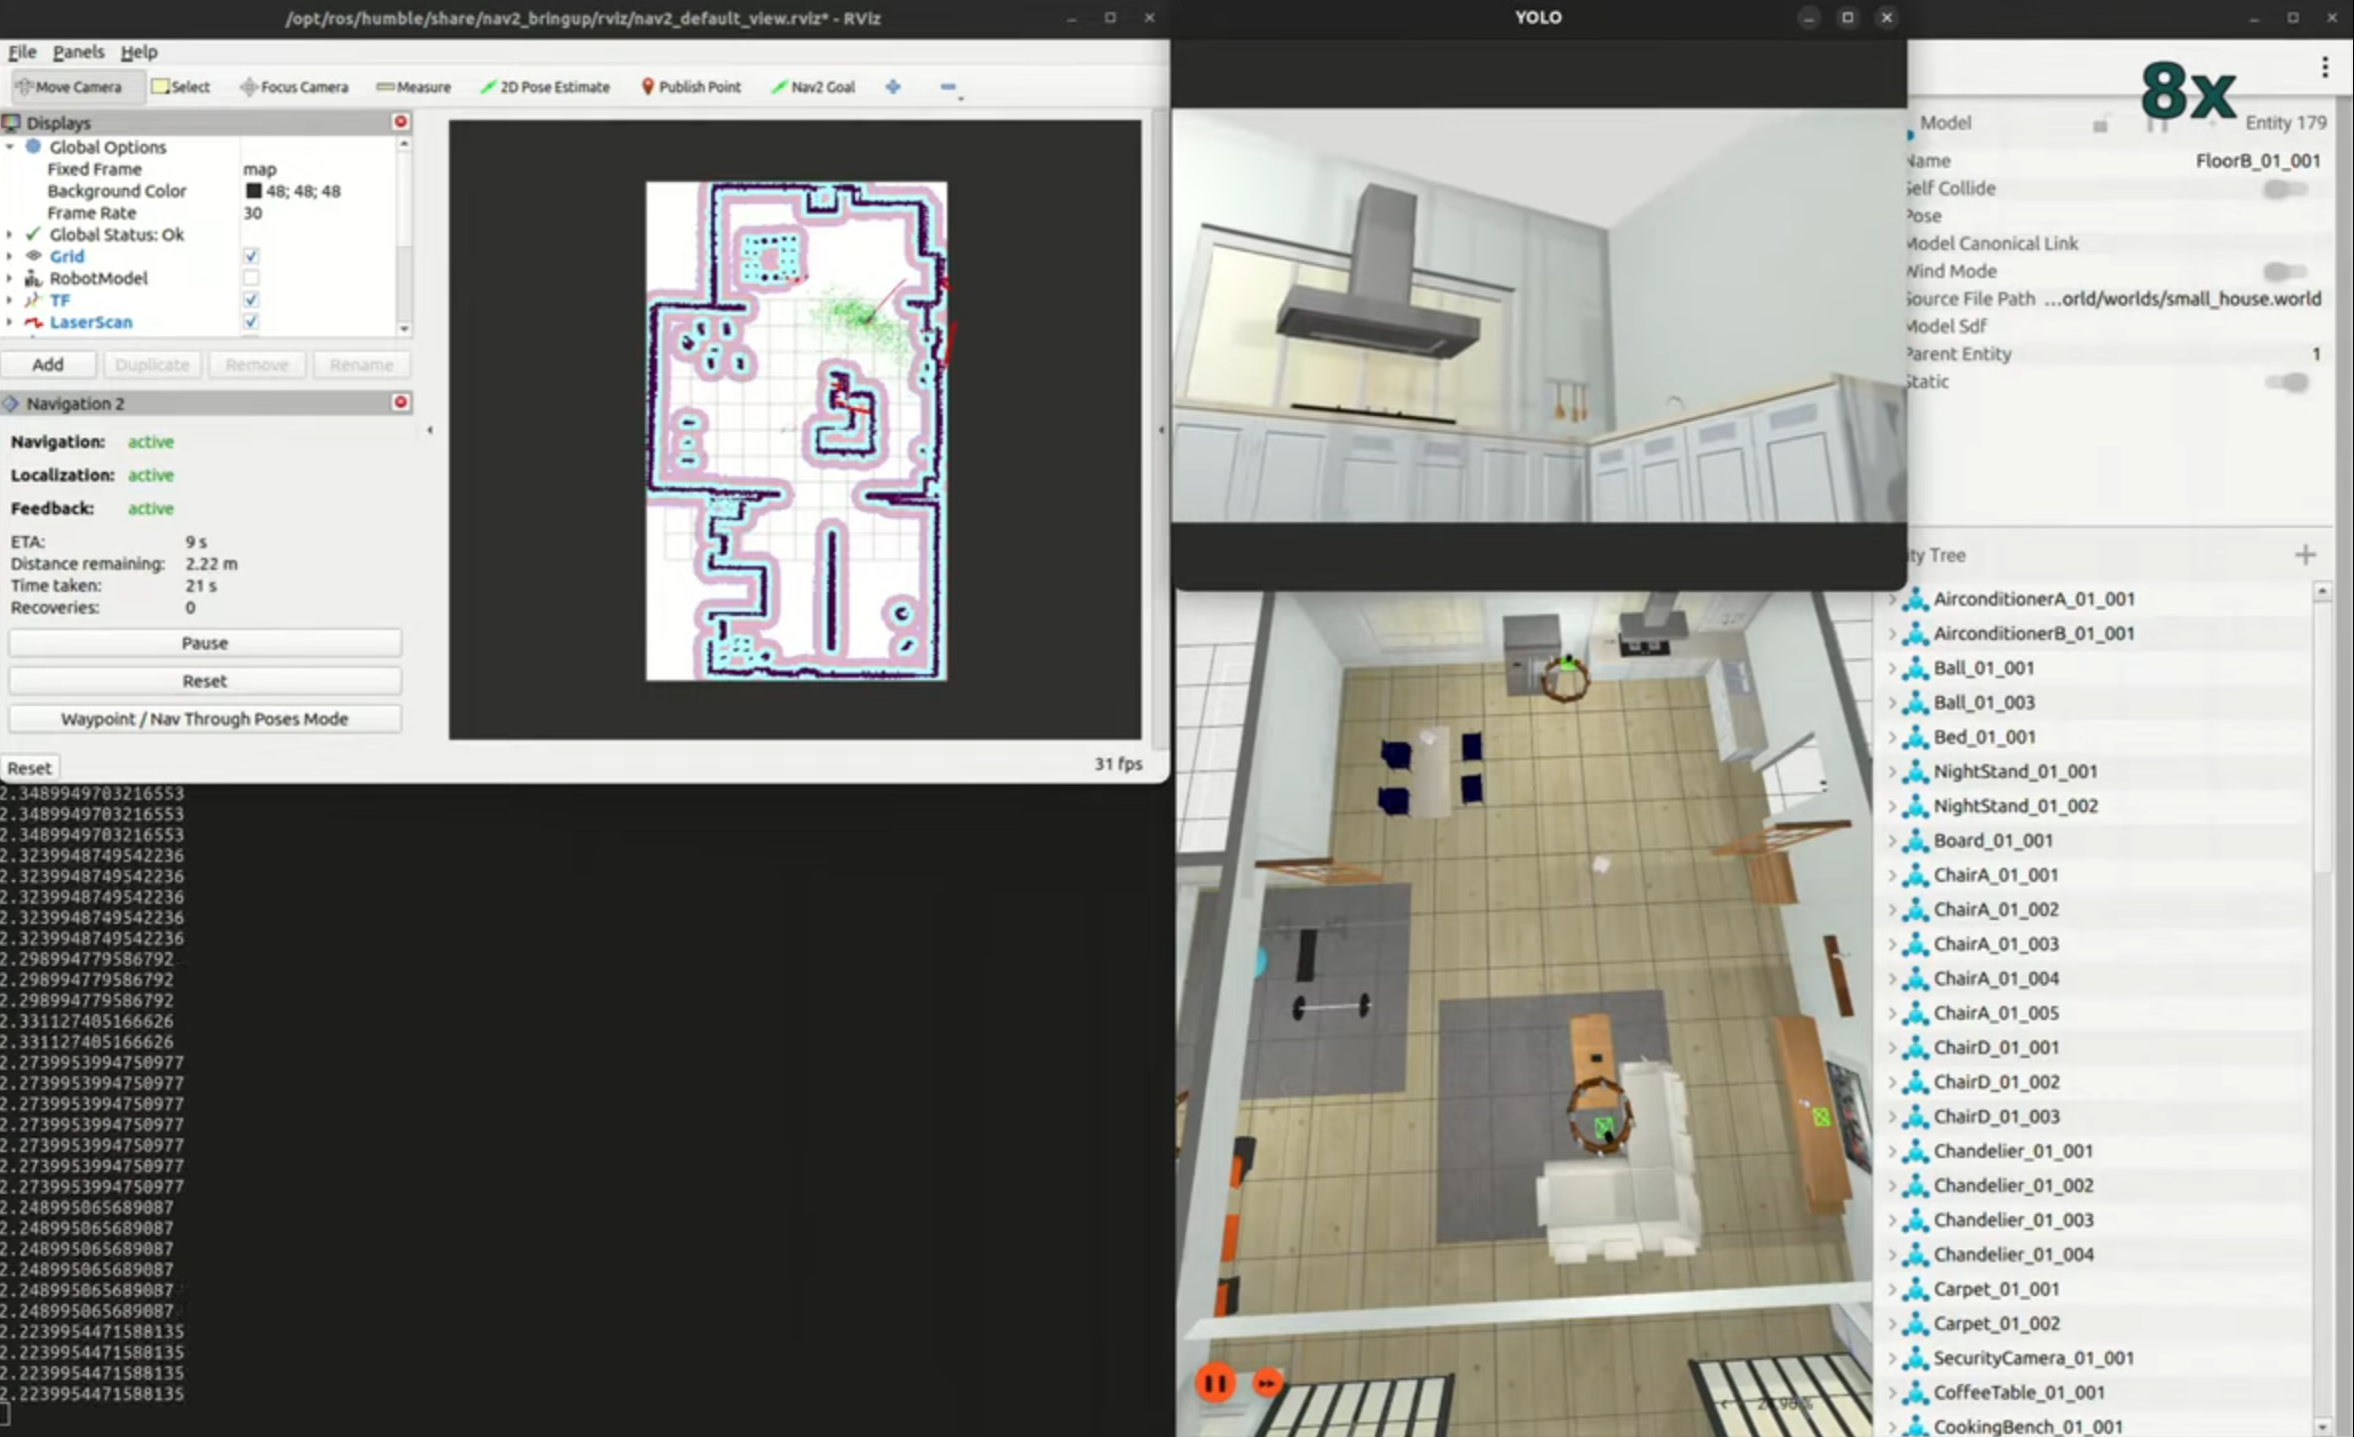 /opt/ros/humble/share/nav2_bringup/rviz/nav2_default_view.rviz* - RViz
File Panels Help
Move Camera Select Focus Camera Measure 2D Pose Estimate Publish Point Nav2 Goal
Displays
Global Options
Fixed Frame map
Background Color 48; 48; 48
Frame Rate 30
Global Status: Ok
Grid
RobotModel
TF
LaserScan
Add Duplicate Remove Rename
Navigation 2
Navigation: active
Localization: active
Feedback: active
ETA: 9 s
Distance remaining: 2.22 m
Time taken: 21 s
Recoveries: 0
Pause
Reset
Waypoint / Nav Through Poses Mode
Reset
31 fps
2.3489949703216553
2.3489949703216553
2.3489949703216553
2.3239948749542236
2.3239948749542236
2.3239948749542236
2.3239948749542236
2.3239948749542236
2.298994779586792
2.298994779586792
2.298994779586792
2.331127405166626
2.331127405166626
2.2739953994750977
2.2739953994750977
2.2739953994750977
2.2739953994750977
2.2739953994750977
2.2739953994750977
2.2739953994750977
2.248995065689087
2.248995065689087
2.248995065689087
2.248995065689087
2.248995065689087
2.248995065689087
2.2239954471588135
2.2239954471588135
2.2239954471588135
2.2239954471588135
YOLO
8x
Model Entity 179
Name FloorB_01_001
Self Collide
Pose
Model Canonical Link
Wind Mode
Source File Path ...orld/worlds/small_house.world
Model Sdf
Parent Entity 1
Static
ity Tree
AirconditionerA_01_001
AirconditionerB_01_001
Ball_01_001
Ball_01_003
Bed_01_001
NightStand_01_001
NightStand_01_002
Board_01_001
ChairA_01_001
ChairA_01_002
ChairA_01_003
ChairA_01_004
ChairA_01_005
ChairD_01_001
ChairD_01_002
ChairD_01_003
Chandelier_01_001
Chandelier_01_002
Chandelier_01_003
Chandelier_01_004
Carpet_01_001
Carpet_01_002
SecurityCamera_01_001
CoffeeTable_01_001
CookingBench_01_001